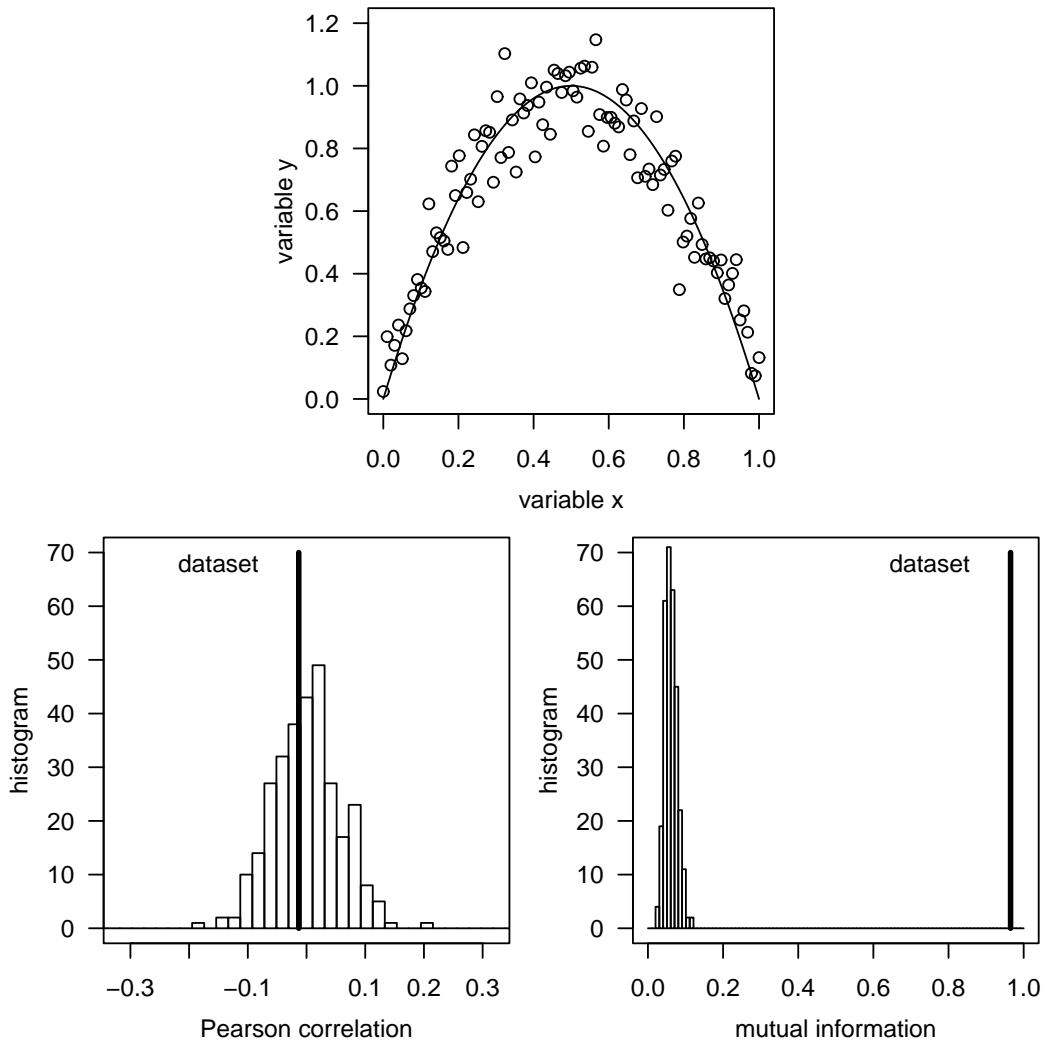 1.2
1.0
0.8
0.6
0.4
0.2
0.0
variable y
0.0 0.2 0.4 0.6 0.8 1.0
variable x
70
60
50
40
30
20
10
0
histogram
dataset
−0.3 −0.1 0.1 0.2 0.3
Pearson correlation
70
60
50
40
30
20
10
0
histogram
dataset
0.0 0.2 0.4 0.6 0.8 1.0
mutual information